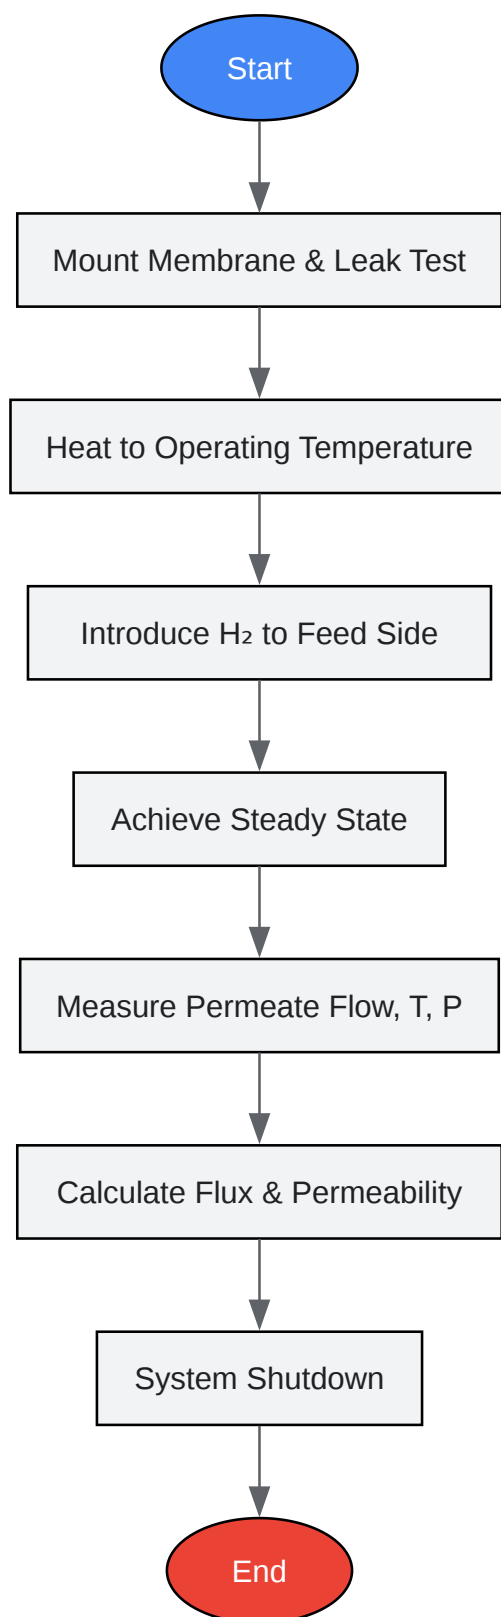 Start
Mount Membrane & Leak Test
Heat to Operating Temperature
Introduce H₂ to Feed Side
Achieve Steady State
Measure Permeate Flow, T, P
Calculate Flux & Permeability
System Shutdown
End